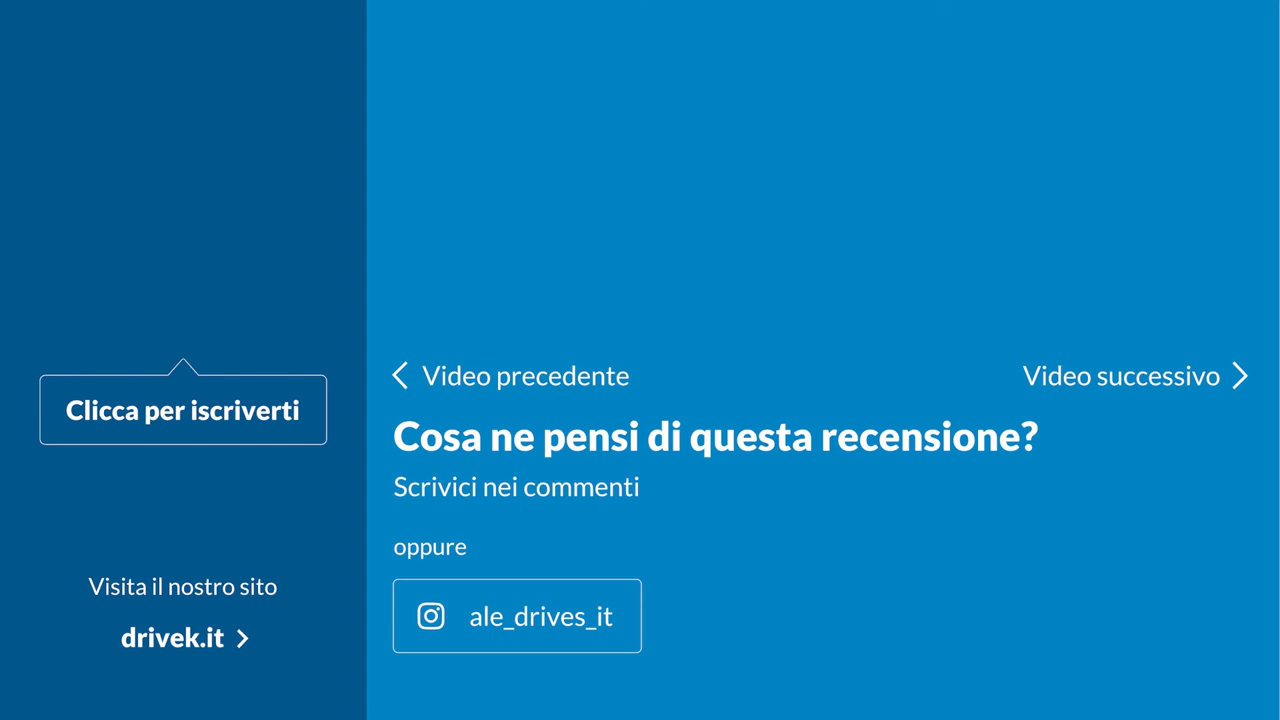 Clicca per iscriverti
Visita il nostro sito
drivek.it
Video precedente
Video successivo
Cosa ne pensi di questa recensione?
Scrivici nei commenti
oppure
ale_drives_it